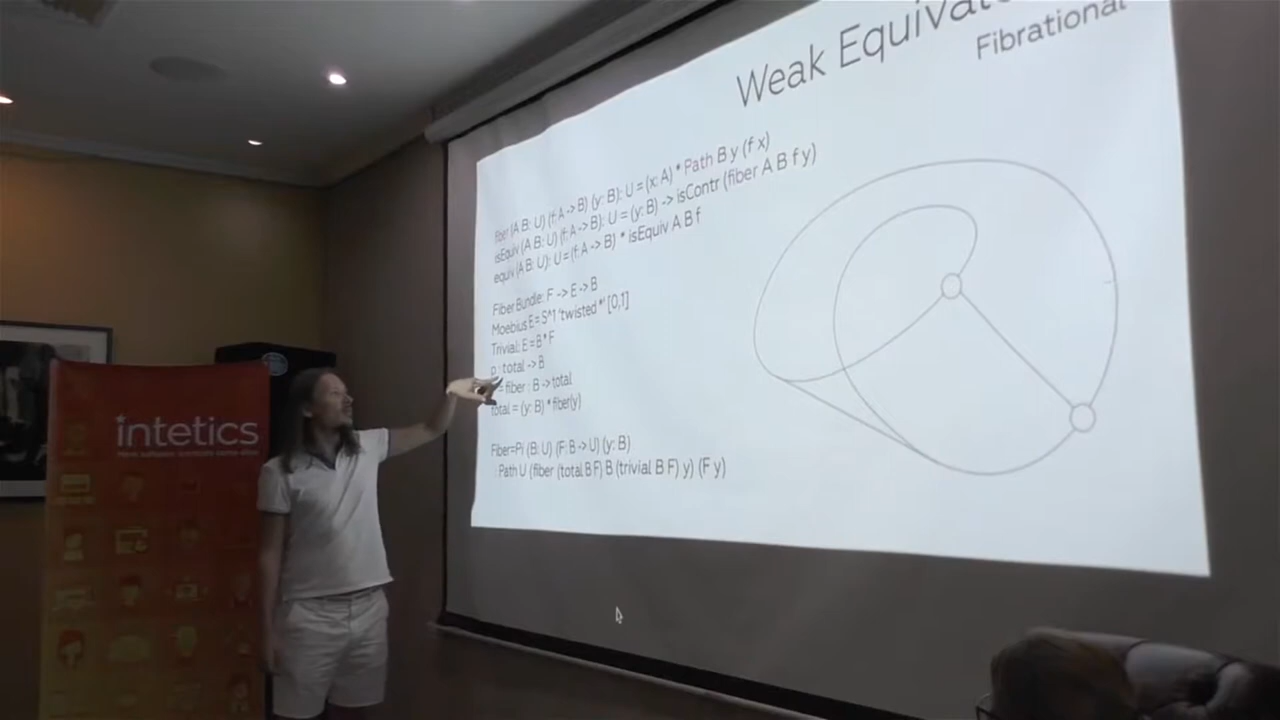 Weak Equival
Fibrational
fiber (A B: U) (f: A -> B) (y: B): U = (x: A) * Path B y (f x)
isEquiv (A B: U) (f: A -> B): U = (y: B) -> isContr (fiber A B f y)
equiv (A B: U): U = (f: A -> B) * isEquiv A B f
Fiber Bundle: F -> E -> B
Moebius E = S^1 'twisted *' [0,1]
Trivial: E = B * F
p : total -> B
= fiber : B -> total
total = (y: B) * fiber(y)
Fiber=Pi (B: U) (F: B -> U) (y: B)
: Path U (fiber (total B F) B (trivial B F) y) (F y)
intetics